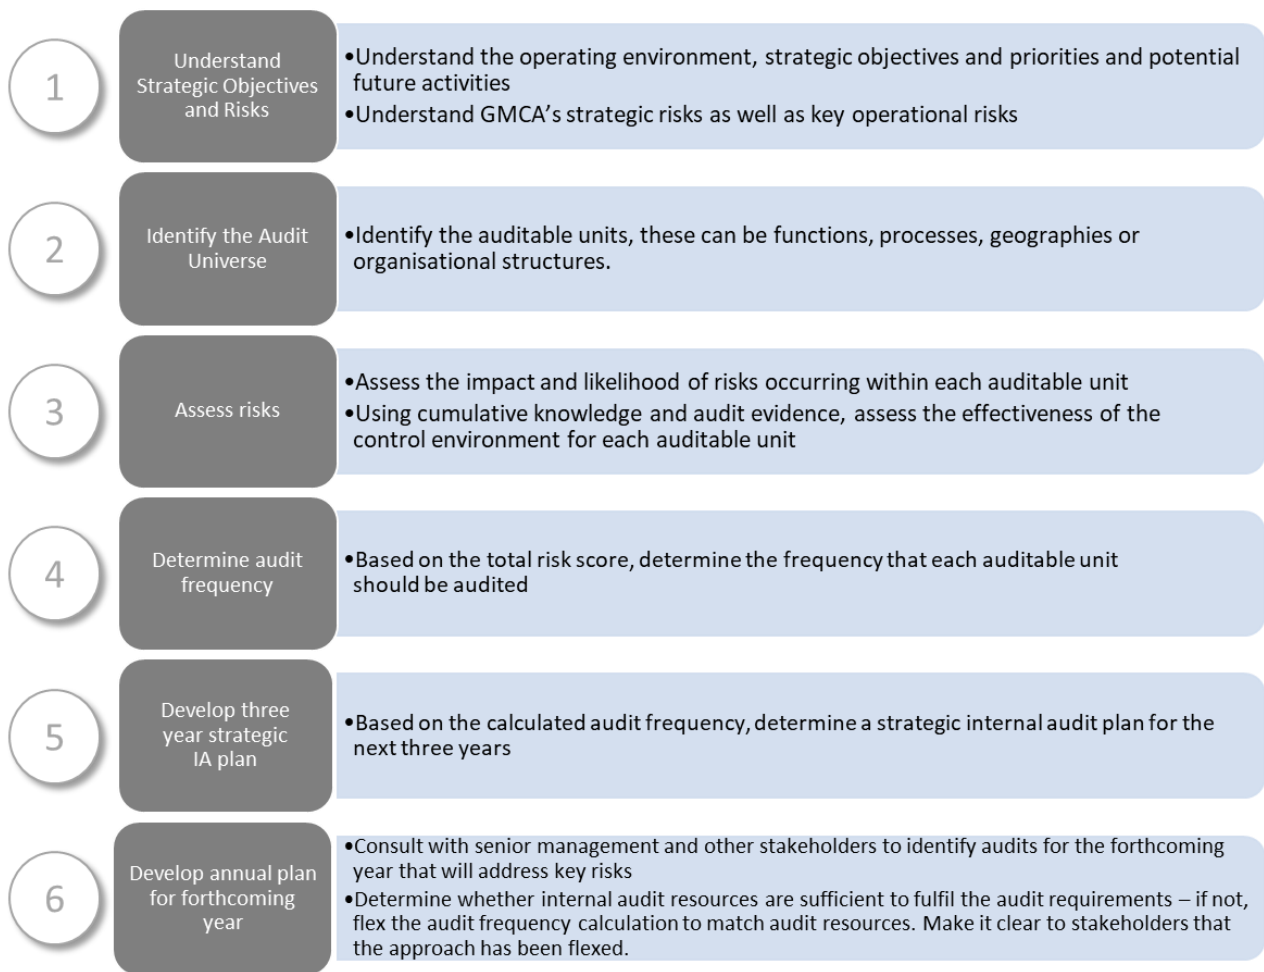 1
Understand
Strategic Objectives
and Risks
•Understand the operating environment, strategic objectives and priorities and potential
future activities
•Understand GMCA’s strategic risks as well as key operational risks
2
Identify the Audit
Universe
•Identify the auditable units, these can be functions, processes, geographies or
organisational structures.
3
Assess risks
•Assess the impact and likelihood of risks occurring within each auditable unit
•Using cumulative knowledge and audit evidence, assess the effectiveness of the
control environment for each auditable unit
4
Determine audit
frequency
•Based on the total risk score, determine the frequency that each auditable unit
should be audited
5
Develop three
year strategic
IA plan
•Based on the calculated audit frequency, determine a strategic internal audit plan for the
next three years
6
Develop annual plan
for forthcoming
year
•Consult with senior management and other stakeholders to identify audits for the forthcoming
year that will address key risks
•Determine whether internal audit resources are sufficient to fulfil the audit requirements – if not,
flex the audit frequency calculation to match audit resources. Make it clear to stakeholders that
the approach has been flexed.